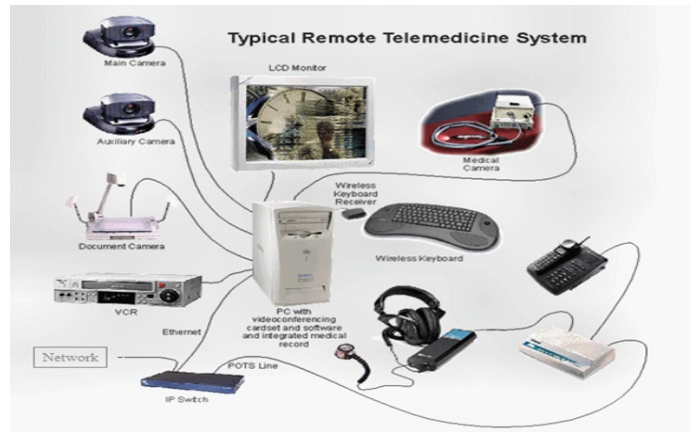 Typical Remote Telemedicine System
Main Camera
LCD Monitor
Auxiliary Camera
Medical
Camera
Wireless
Keyboard
Receiver
Document Camera
Wireless Keyboard
VCR
PC with
videoconferencing
cardset and software
and integrated medical
record
Ethernet
Network
POTS Line
IP Switch